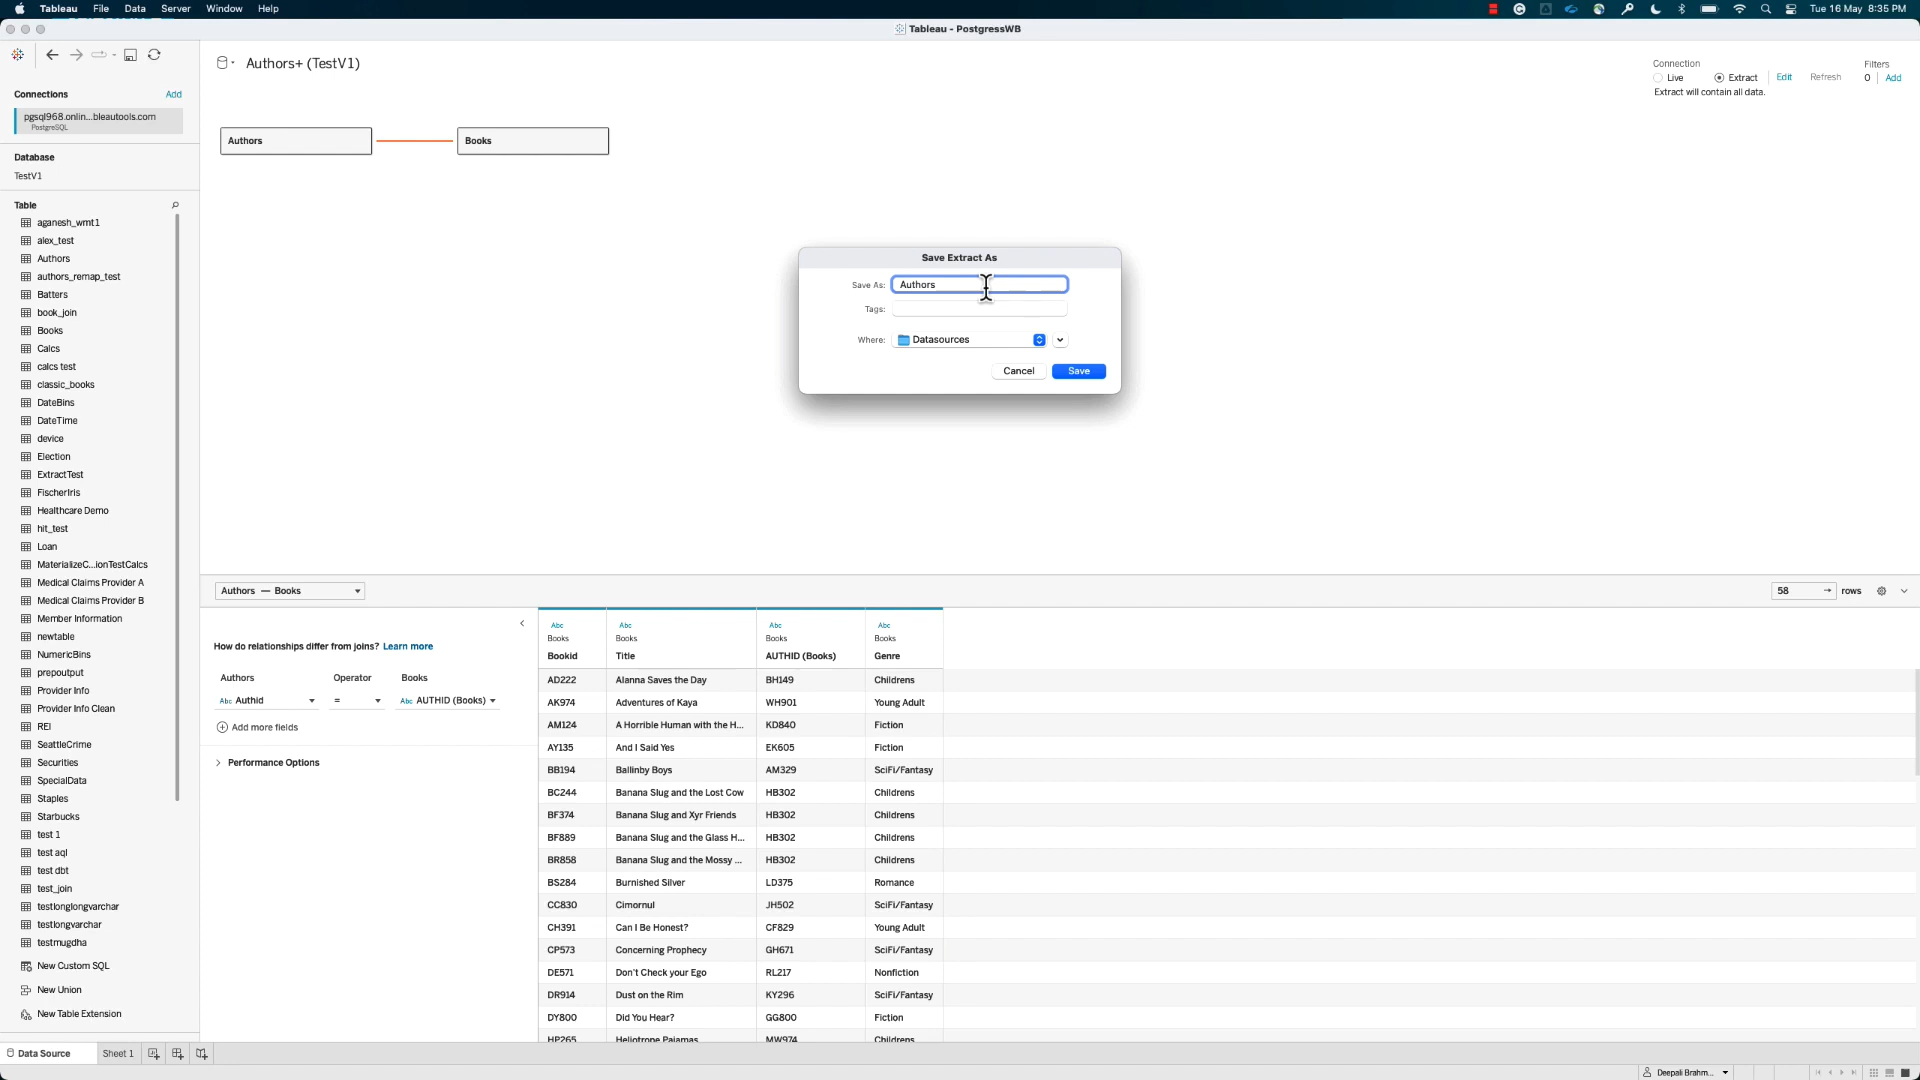 Tableau File Data Server Window Help Tue 16 May 8:35 PM
Tableau - PostgressWB
Authors+ (TestV1)
Connection
Live Extract Edit Refresh
Extract will contain all data.
Filters
0 Add
Connections Add
pgsql968.onlin...bleautools.com
PostgreSQL
Database
TestV1
Table
aganesh_wmt1
alex_test
Authors
authors_remap_test
Batters
book_join
Books
Calcs
calcs test
classic_books
DateBins
DateTime
device
Election
ExtractTest
FischerIris
Healthcare Demo
hit_test
Loan
MaterializeC...ionTestCalcs
Medical Claims Provider A
Medical Claims Provider B
Member Information
newtable
NumericBins
prepoutput
Provider Info
Provider Info Clean
REI
SeattleCrime
Securities
SpecialData
Staples
Starbucks
test 1
test aql
test dbt
test_join
testlonglongvarchar
testlongvarchar
testmugdha
New Custom SQL
New Union
New Table Extension
Authors Books
Save Extract As
Save As: Authors
Tags:
Where: Datasources
Cancel Save
Authors — Books
58 → rows
How do relationships differ from joins? Learn more
Authors Operator Books
Abc Authid = Abc AUTHID (Books)
Add more fields
Performance Options
Abc Abc Abc Abc
Books Books Books Books
Bookid Title AUTHID (Books) Genre
AD222 Alanna Saves the Day BH149 Childrens
AK974 Adventures of Kaya WH901 Young Adult
AM124 A Horrible Human with the H... KD840 Fiction
AY135 And I Said Yes EK605 Fiction
BB194 Ballinby Boys AM329 SciFi/Fantasy
BC244 Banana Slug and the Lost Cow HB302 Childrens
BF374 Banana Slug and Xyr Friends HB302 Childrens
BF889 Banana Slug and the Glass H... HB302 Childrens
BR858 Banana Slug and the Mossy ... HB302 Childrens
BS284 Burnished Silver LD375 Romance
CC830 Cimornul JH502 SciFi/Fantasy
CH391 Can I Be Honest? CF829 Young Adult
CP573 Concerning Prophecy GH671 SciFi/Fantasy
DE571 Don't Check your Ego RL217 Nonfiction
DR914 Dust on the Rim KY296 SciFi/Fantasy
DY800 Did You Hear? GG800 Fiction
HP265 Heliotrope Pajamas MW974 Childrens
Data Source Sheet 1
Deepali Brahm...